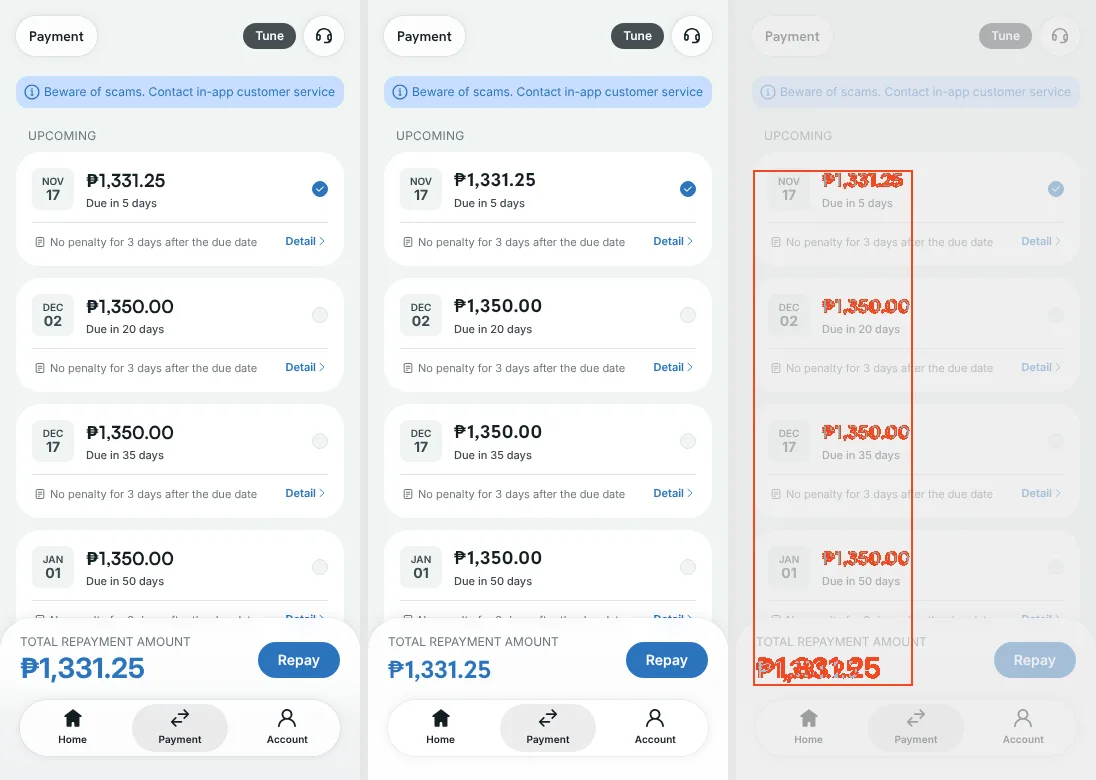 Payment
Tune
Beware of scams. Contact in-app customer service
UPCOMING
NOV
17
₱1,331.25
Due in 5 days
No penalty for 3 days after the due date
Detail
DEC
02
₱1,350.00
Due in 20 days
No penalty for 3 days after the due date
Detail
DEC
17
₱1,350.00
Due in 35 days
No penalty for 3 days after the due date
Detail
JAN
01
₱1,350.00
Due in 50 days
TOTAL REPAYMENT AMOUNT
₱1,331.25
Repay
Home
Payment
Account
Payment
Tune
Beware of scams. Contact in-app customer service
UPCOMING
NOV
17
₱1,331.25
Due in 5 days
No penalty for 3 days after the due date
Detail
DEC
02
₱1,350.00
Due in 20 days
No penalty for 3 days after the due date
Detail
DEC
17
₱1,350.00
Due in 35 days
No penalty for 3 days after the due date
Detail
JAN
01
₱1,350.00
Due in 50 days
TOTAL REPAYMENT AMOUNT
₱1,331.25
Repay
Home
Payment
Account
Payment
Tune
Beware of scams. Contact in-app customer service
UPCOMING
NOV
17
₱1,331.25
Due in 5 days
No penalty for 3 days after the due date
Detail
DEC
02
₱1,350.00
Due in 20 days
No penalty for 3 days after the due date
Detail
DEC
17
₱1,350.00
Due in 35 days
No penalty for 3 days after the due date
Detail
JAN
01
₱1,350.00
Due in 50 days
TOTAL REPAYMENT AMOUNT
Repay
Home
Payment
Account